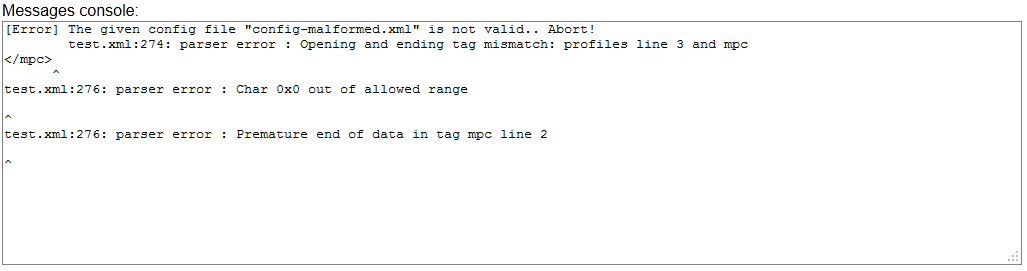 Messages console:
[Error] The given config file "config-malformed.xml" is not valid.. Abort!
test.xml:274: parser error : Opening and ending tag mismatch: profiles line 3 and mpc
</mpc>
^
test.xml:276: parser error : Char 0x0 out of allowed range
^
test.xml:276: parser error : Premature end of data in tag mpc line 2
^